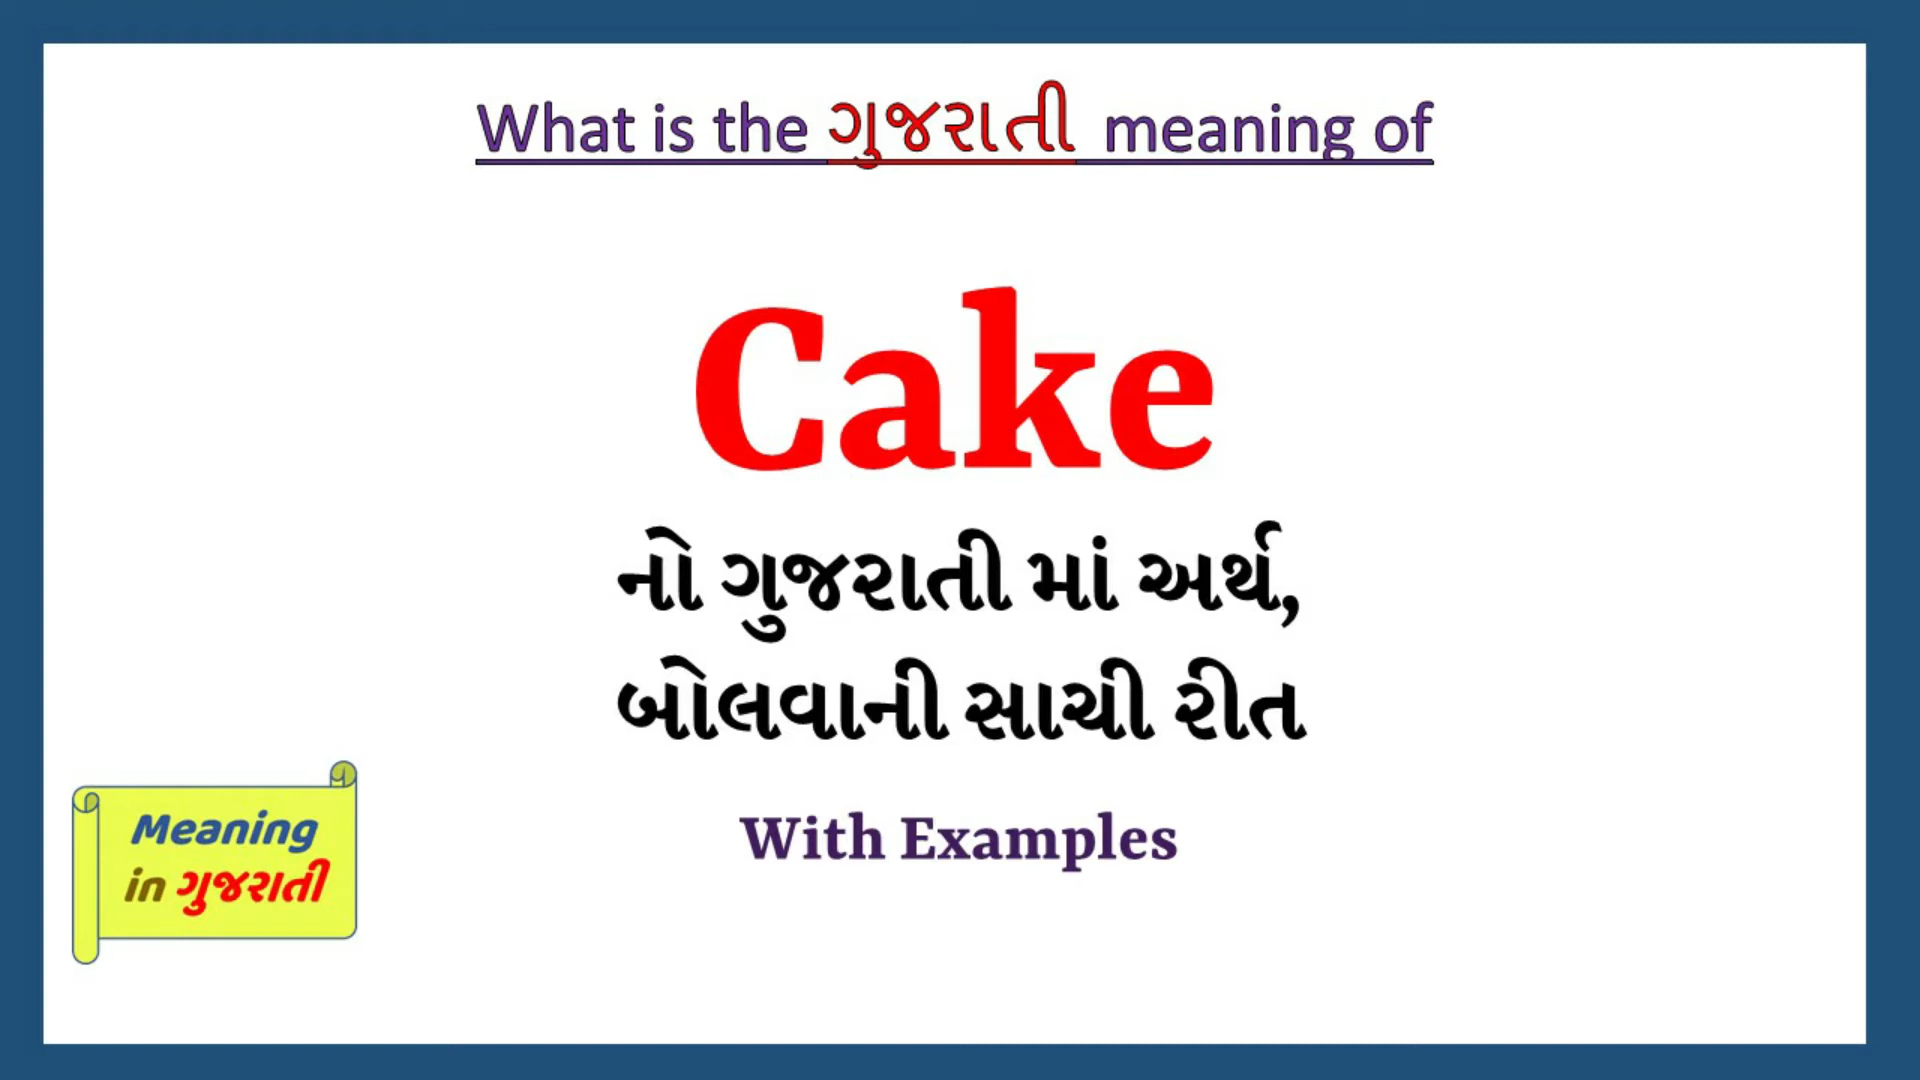 What is the ગુજરાતી meaning of
Cake
નો ગુજરાતી માં અર્થ,
બોલવાની સાચી રીત
With Examples
Meaning
in ગુજરાતી